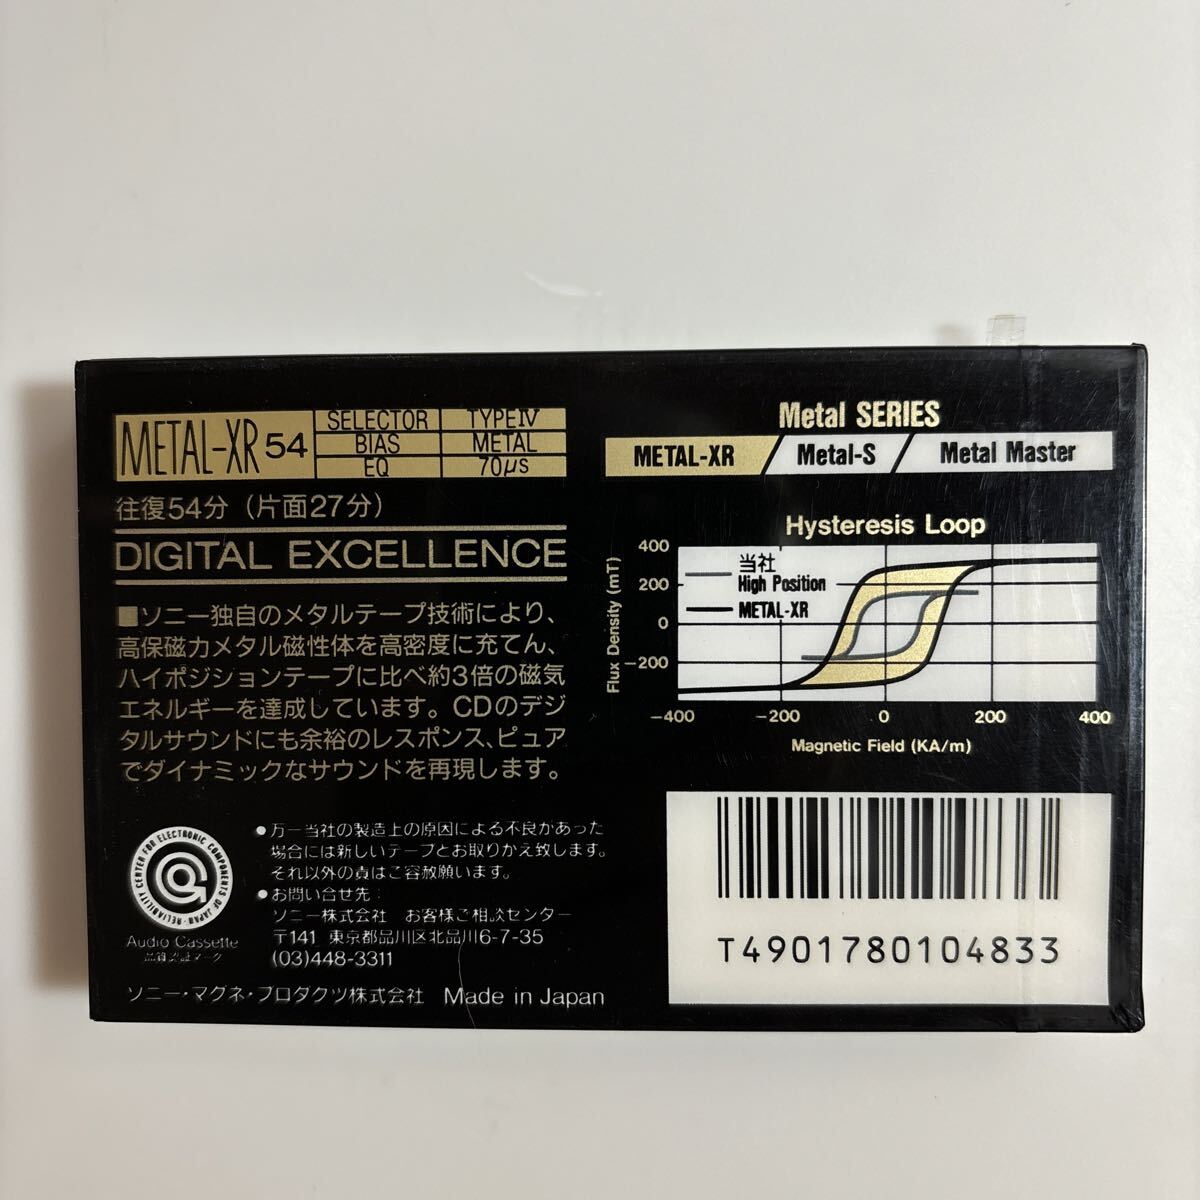 METAL-XR 54
SELECTOR TYPEIV
BIAS METAL
EQ 70μs
往復54分(片面27分)
DIGITAL EXCELLENCE
■ソニー独自のメタルテープ技術により、
高保磁力メタル磁性体を高密度に充てん。
ハイポジションテープに比べ約3倍の磁気
エネルギーを達成しています。CDのデジ
タルサウンドにも余裕のレスポンス、ピュア
でダイナミックなサウンドを再現します。
RELIABILITY CENTER FOR ELECTRONIC COMPONENTS OF JAPAN
Audio Cassette
品質認証マーク
●万一当社の製造上の原因による不良があった
場合には新しいテープとお取りかえ致します。
それ以外の責はご容赦願います。
●お問い合せ先:
ソニー株式会社 お客様ご相談センター
〒141 東京都品川区北品川6-7-35
(03)448-3311
ソニー・マグネ・プロダクツ株式会社 Made in Japan
Metal SERIES
METAL-XR Metal-S Metal Master
Hysteresis Loop
Flux Density (mT)
400
200
0
-200
当社
High Position
METAL-XR
-400 -200 0 200 400
Magnetic Field (KA/m)
T4901780104833